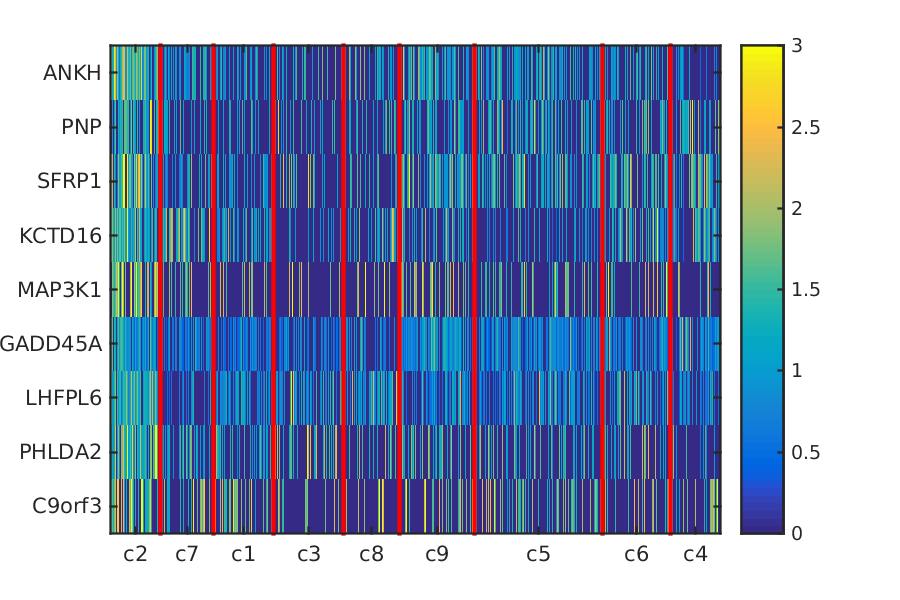 ANKH
PNP
SFRP1
KCTD16
MAP3K1
GADD45A
LHFPL6
PHLDA2
C9orf3
c2 c7 c1 c3 c8 c9 c5 c6 c4
3
2.5
2
1.5
1
0.5
0